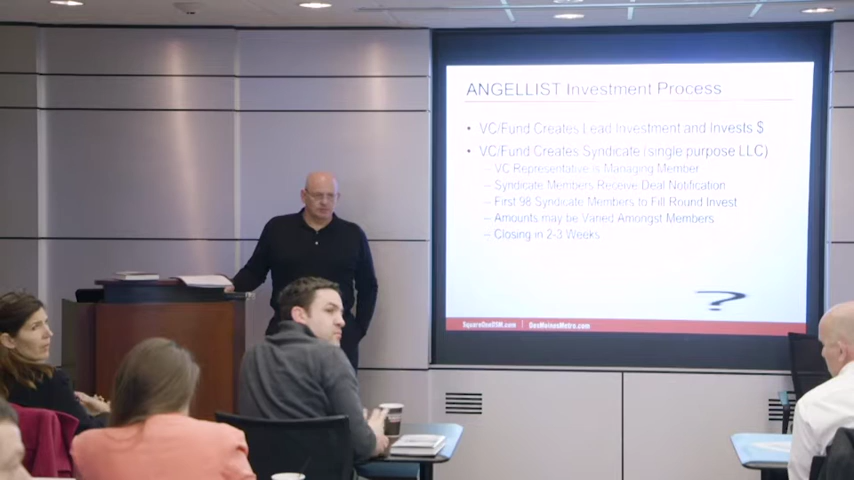 ANGELLIST Investment Process
• VC/Fund Creates Lead Investment and Invests $
• VC/Fund Creates Syndicate (single purpose LLC)
– VC Representative is Managing Member
– Syndicate Members Receive Deal Notification
– First 98 Syndicate Members to Fill Round Invest
– Amounts may be Varied Amongst Members
– Closing in 2-3 Weeks
?
SquareOneDSM.com | DesMoinesMetro.com